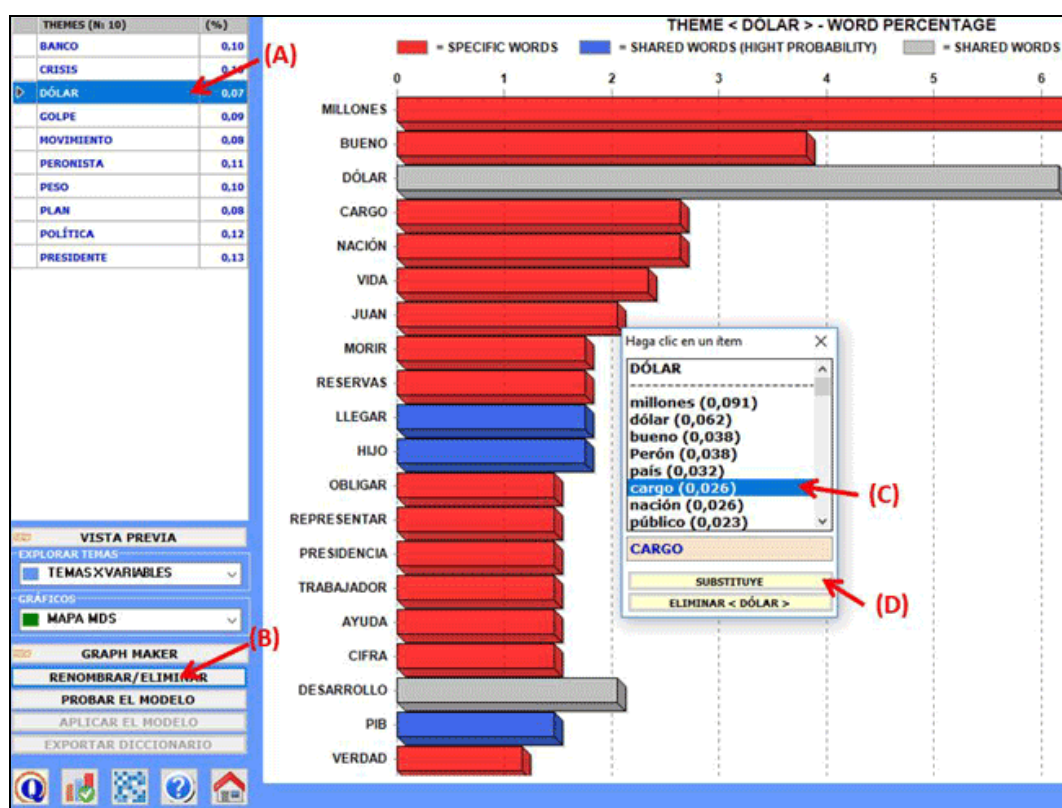 THEMES (N: 10) (%)
BANCO 0,10
CRISIS
DÓLAR 0,07
GOLPE 0,09
MOVIMIENTO 0,08
PERONISTA 0,11
PESO 0,10
PLAN 0,08
POLÍTICA 0,12
PRESIDENTE 0,13
(A)
VISTA PREVIA
EXPLORAR TEMAS
TEMAS X VARIABLES
GRÁFICOS
MAPA MDS
(B)
GRAPH MAKER
RENOMBRAR/ELIMINAR
PROBAR EL MODELO
APLICAR EL MODELO
EXPORTAR DICCIONARIO
Q
?
THEME < DÓLAR > - WORD PERCENTAGE
= SPECIFIC WORDS = SHARED WORDS (HIGHT PROBABILITY) = SHARED WORDS
0 1 2 3 4 5 6
MILLONES
BUENO
DÓLAR
CARGO
NACIÓN
VIDA
JUAN
MORIR
RESERVAS
LLEGAR
HIJO
OBLIGAR
REPRESENTAR
PRESIDENCIA
TRABAJADOR
AYUDA
CIFRA
DESARROLLO
PIB
VERDAD
Haga clic en un ítem
DÓLAR
millones (0,091)
dólar (0,062)
bueno (0,038)
Perón (0,038)
país (0,032)
cargo (0,026)
nación (0,026)
público (0,023)
(C)
CARGO
SUBSTITUYE
ELIMINAR < DÓLAR >
(D)